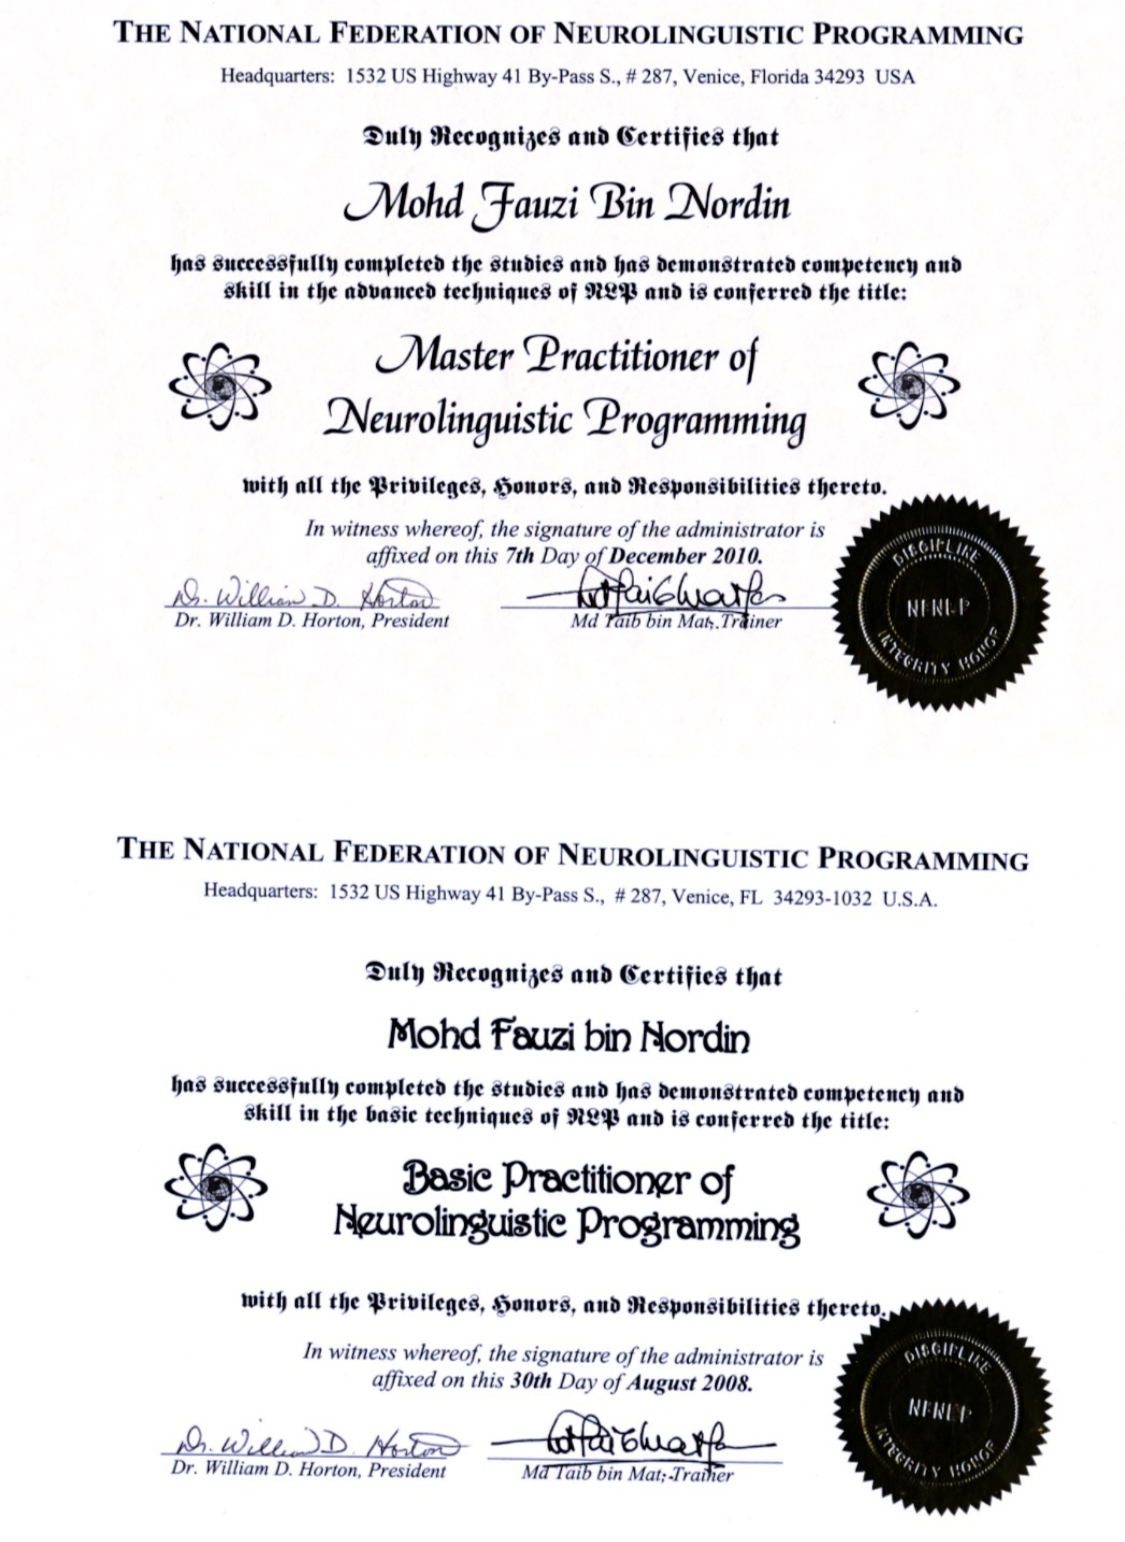 THE NATIONAL FEDERATION OF NEUROLINGUISTIC PROGRAMMING
Headquarters: 1532 US Highway 41 By-Pass S., # 287, Venice, Florida 34293 USA
Duly Recognizes and Certifies that
Mohd Fauzi Bin Nordin
has successfully completed the studies and has demonstrated competency and
skill in the advanced techniques of NLP and is conferred the title:
Master Practitioner of
Neurolinguistic Programming
with all the Privileges, Honors, and Responsibilities thereto.
In witness whereof, the signature of the administrator is
affixed on this 7th Day of December 2010.
Dr. William D. Horton
Dr. William D. Horton, President
Md Taib bin Mat, Trainer
DISCIPLINE
NFNLP
INTEGRITY HONOR
THE NATIONAL FEDERATION OF NEUROLINGUISTIC PROGRAMMING
Headquarters: 1532 US Highway 41 By-Pass S., # 287, Venice, FL 34293-1032 U.S.A.
Duly Recognizes and Certifies that
Mohd Fauzi bin Nordin
has successfully completed the studies and has demonstrated competency and
skill in the basic techniques of NLP and is conferred the title:
Basic Practitioner of
Neurolinguistic Programming
with all the Privileges, Honors, and Responsibilities thereto.
In witness whereof, the signature of the administrator is
affixed on this 30th Day of August 2008.
Dr. William D. Horton
Dr. William D. Horton, President
Md Taib bin Mat, Trainer
DISCIPLINE
NFNLP
INTEGRITY HONOR